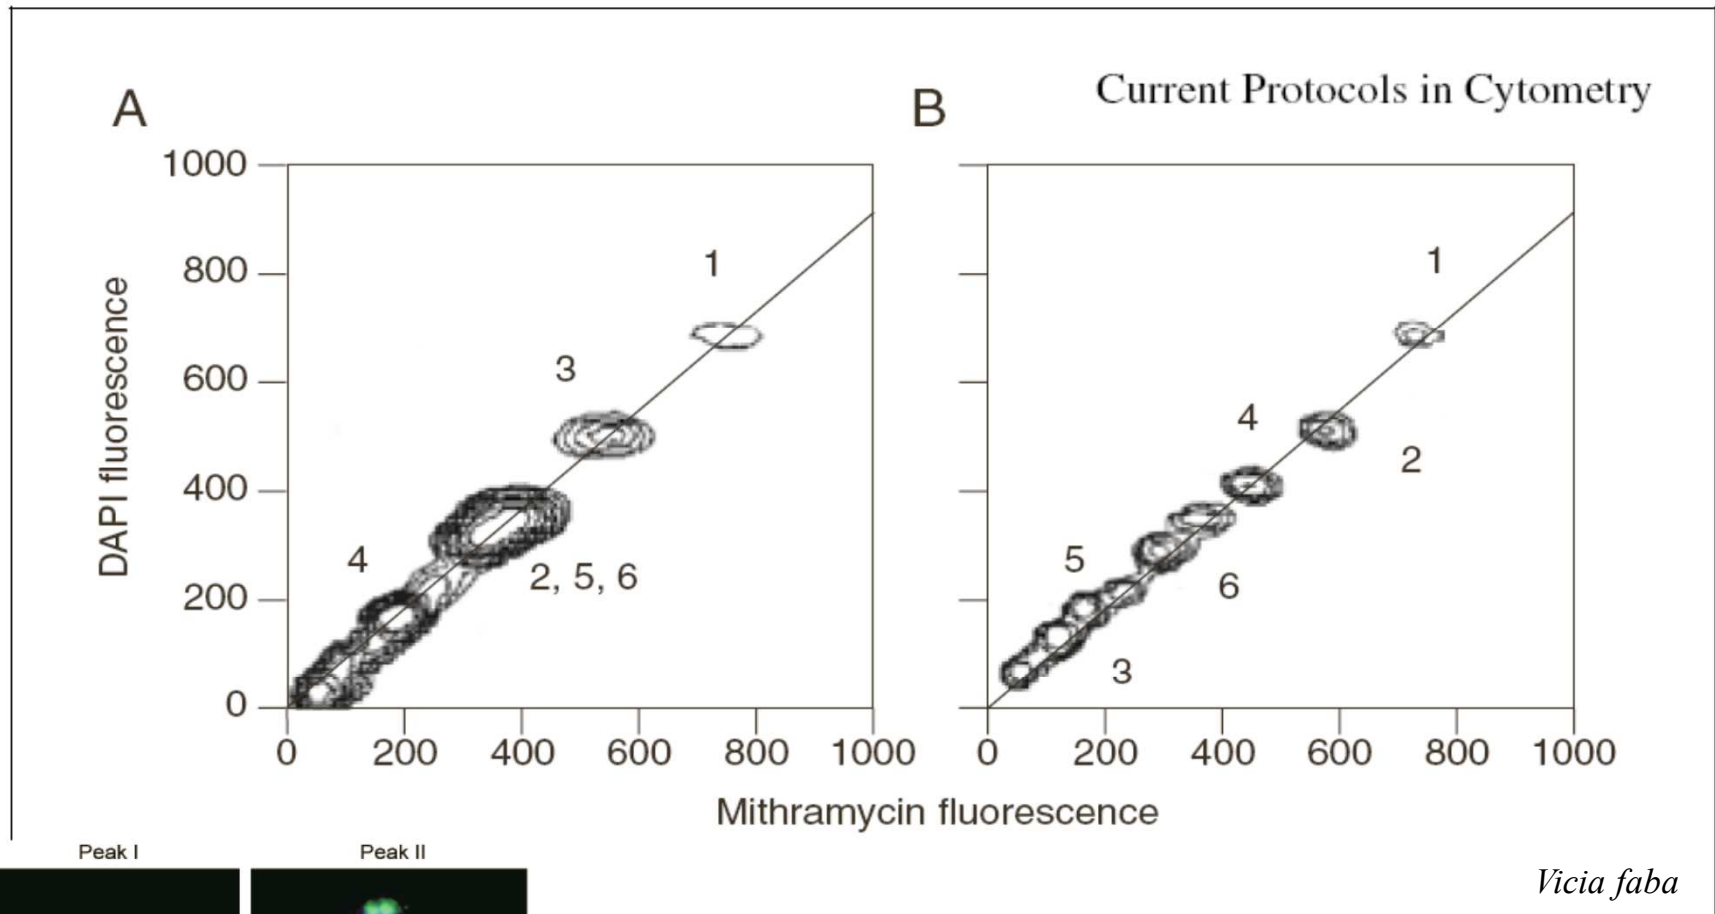 Current Protocols in Cytometry
A
B
1000
800
600
400
200
0
DAPI fluorescence
1
3
4
2, 5, 6
1
4
2
5
6
3
0 200 400 600 800 1000
0 200 400 600 800 1000
Mithramycin fluorescence
Peak I
Peak II
Vicia faba